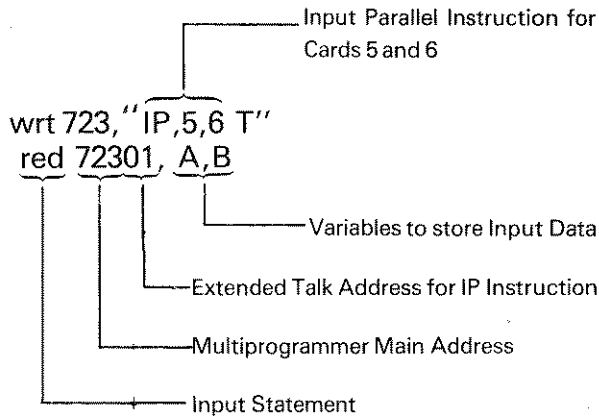 Input Parallel Instruction for
Cards 5 and 6
wrt 723, "IP,5,6 T"
red 72301, A,B
Variables to store Input Data
Extended Talk Address for IP Instruction
Multiprogrammer Main Address
Input Statement